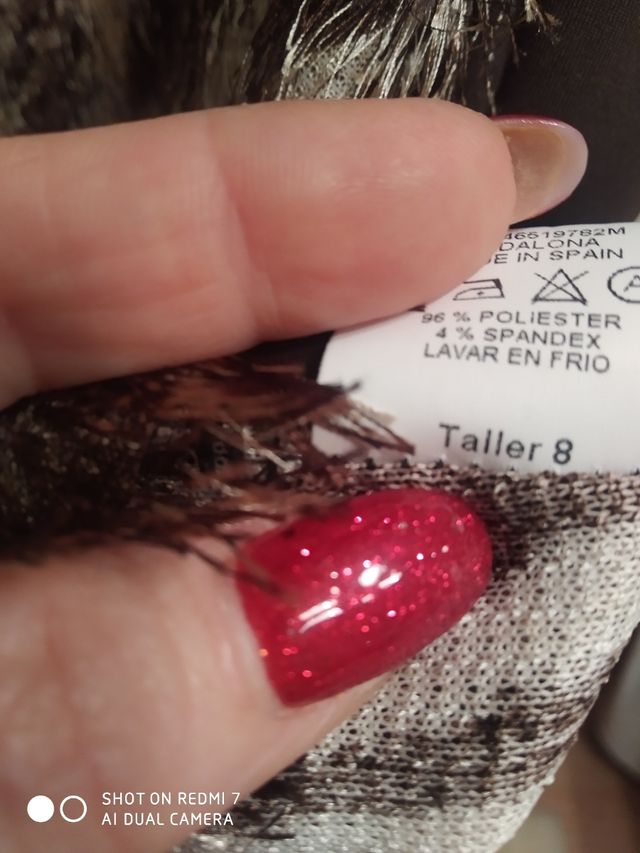 46519782M
DALONA
E IN SPAIN
A
96 % POLiESTER
4 % SPANDEX
LAVAR EN FRIO
Taller 8
SHOT ON REDMI 7
AI DUAL CAMERA